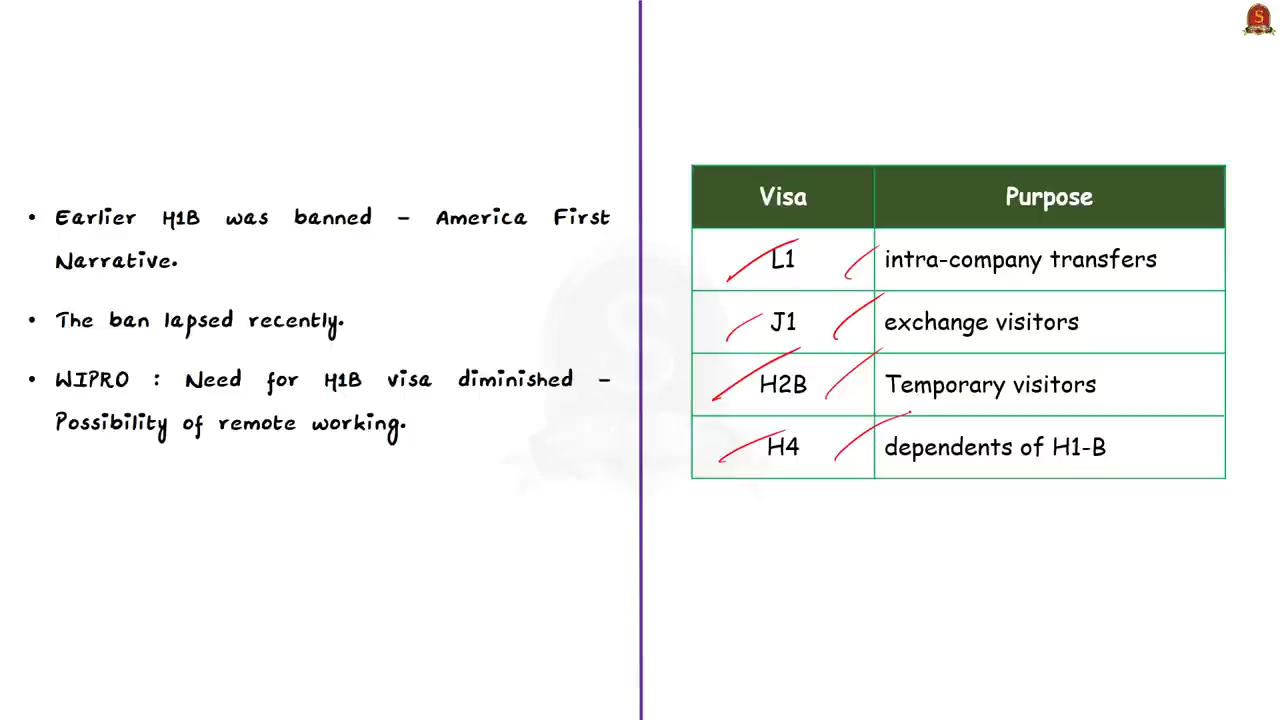 • Earlier H1B was banned – America First
Narrative.
• The ban lapsed recently.
• WIPRO : Need for H1B visa diminished –
Possibility of remote working.
Visa Purpose
L1 intra-company transfers
J1 exchange visitors
H2B Temporary visitors
H4 dependents of H1-B
S